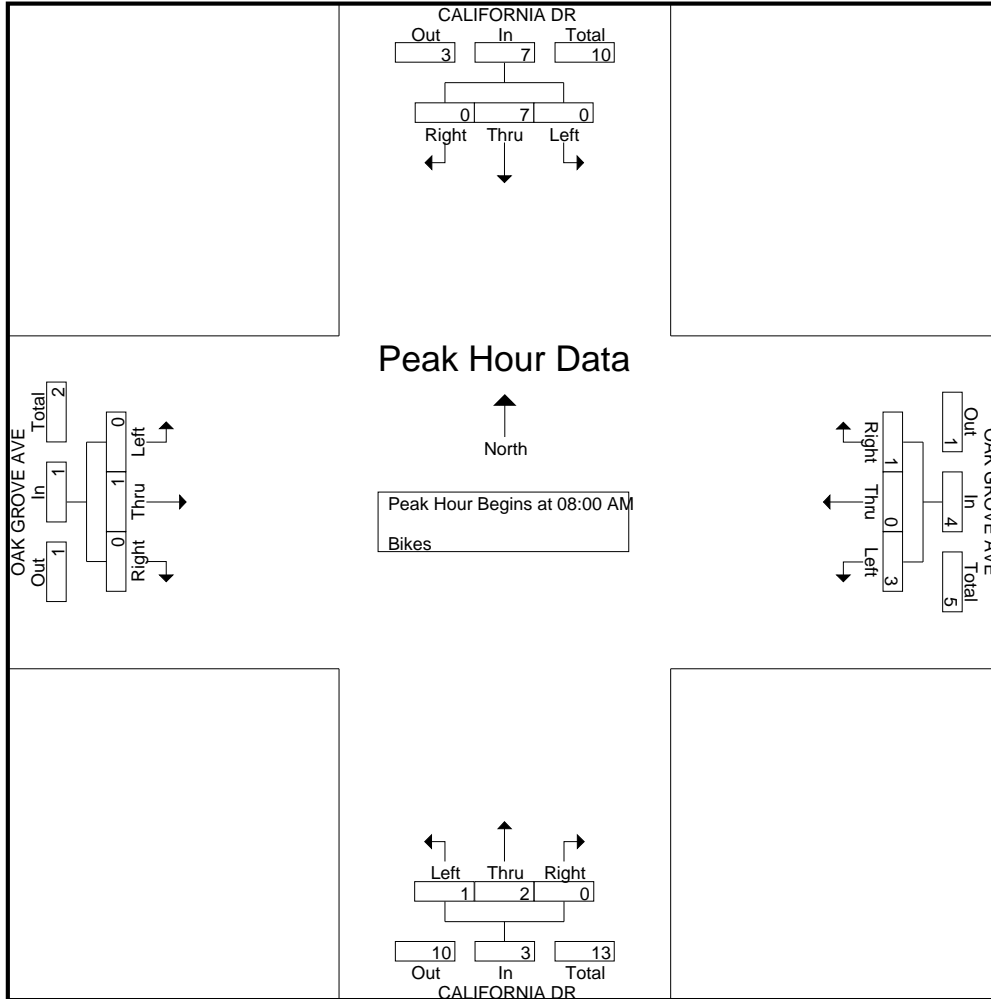 CALIFORNIA DR
Out In Total
3 7 10
0 7 0
Right Thru Left
Peak Hour Data
North
Peak Hour Begins at 08:00 AM
Bikes
OAK GROVE AVE
Total In Out
2 1 1
0 1 0
Left Thru Right
OAK GROVE AVE
Out In Total
1 4 5
1 0 3
Right Thru Left
Left Thru Right
1 2 0
10 3 13
Out In Total
CALIFORNIA DR